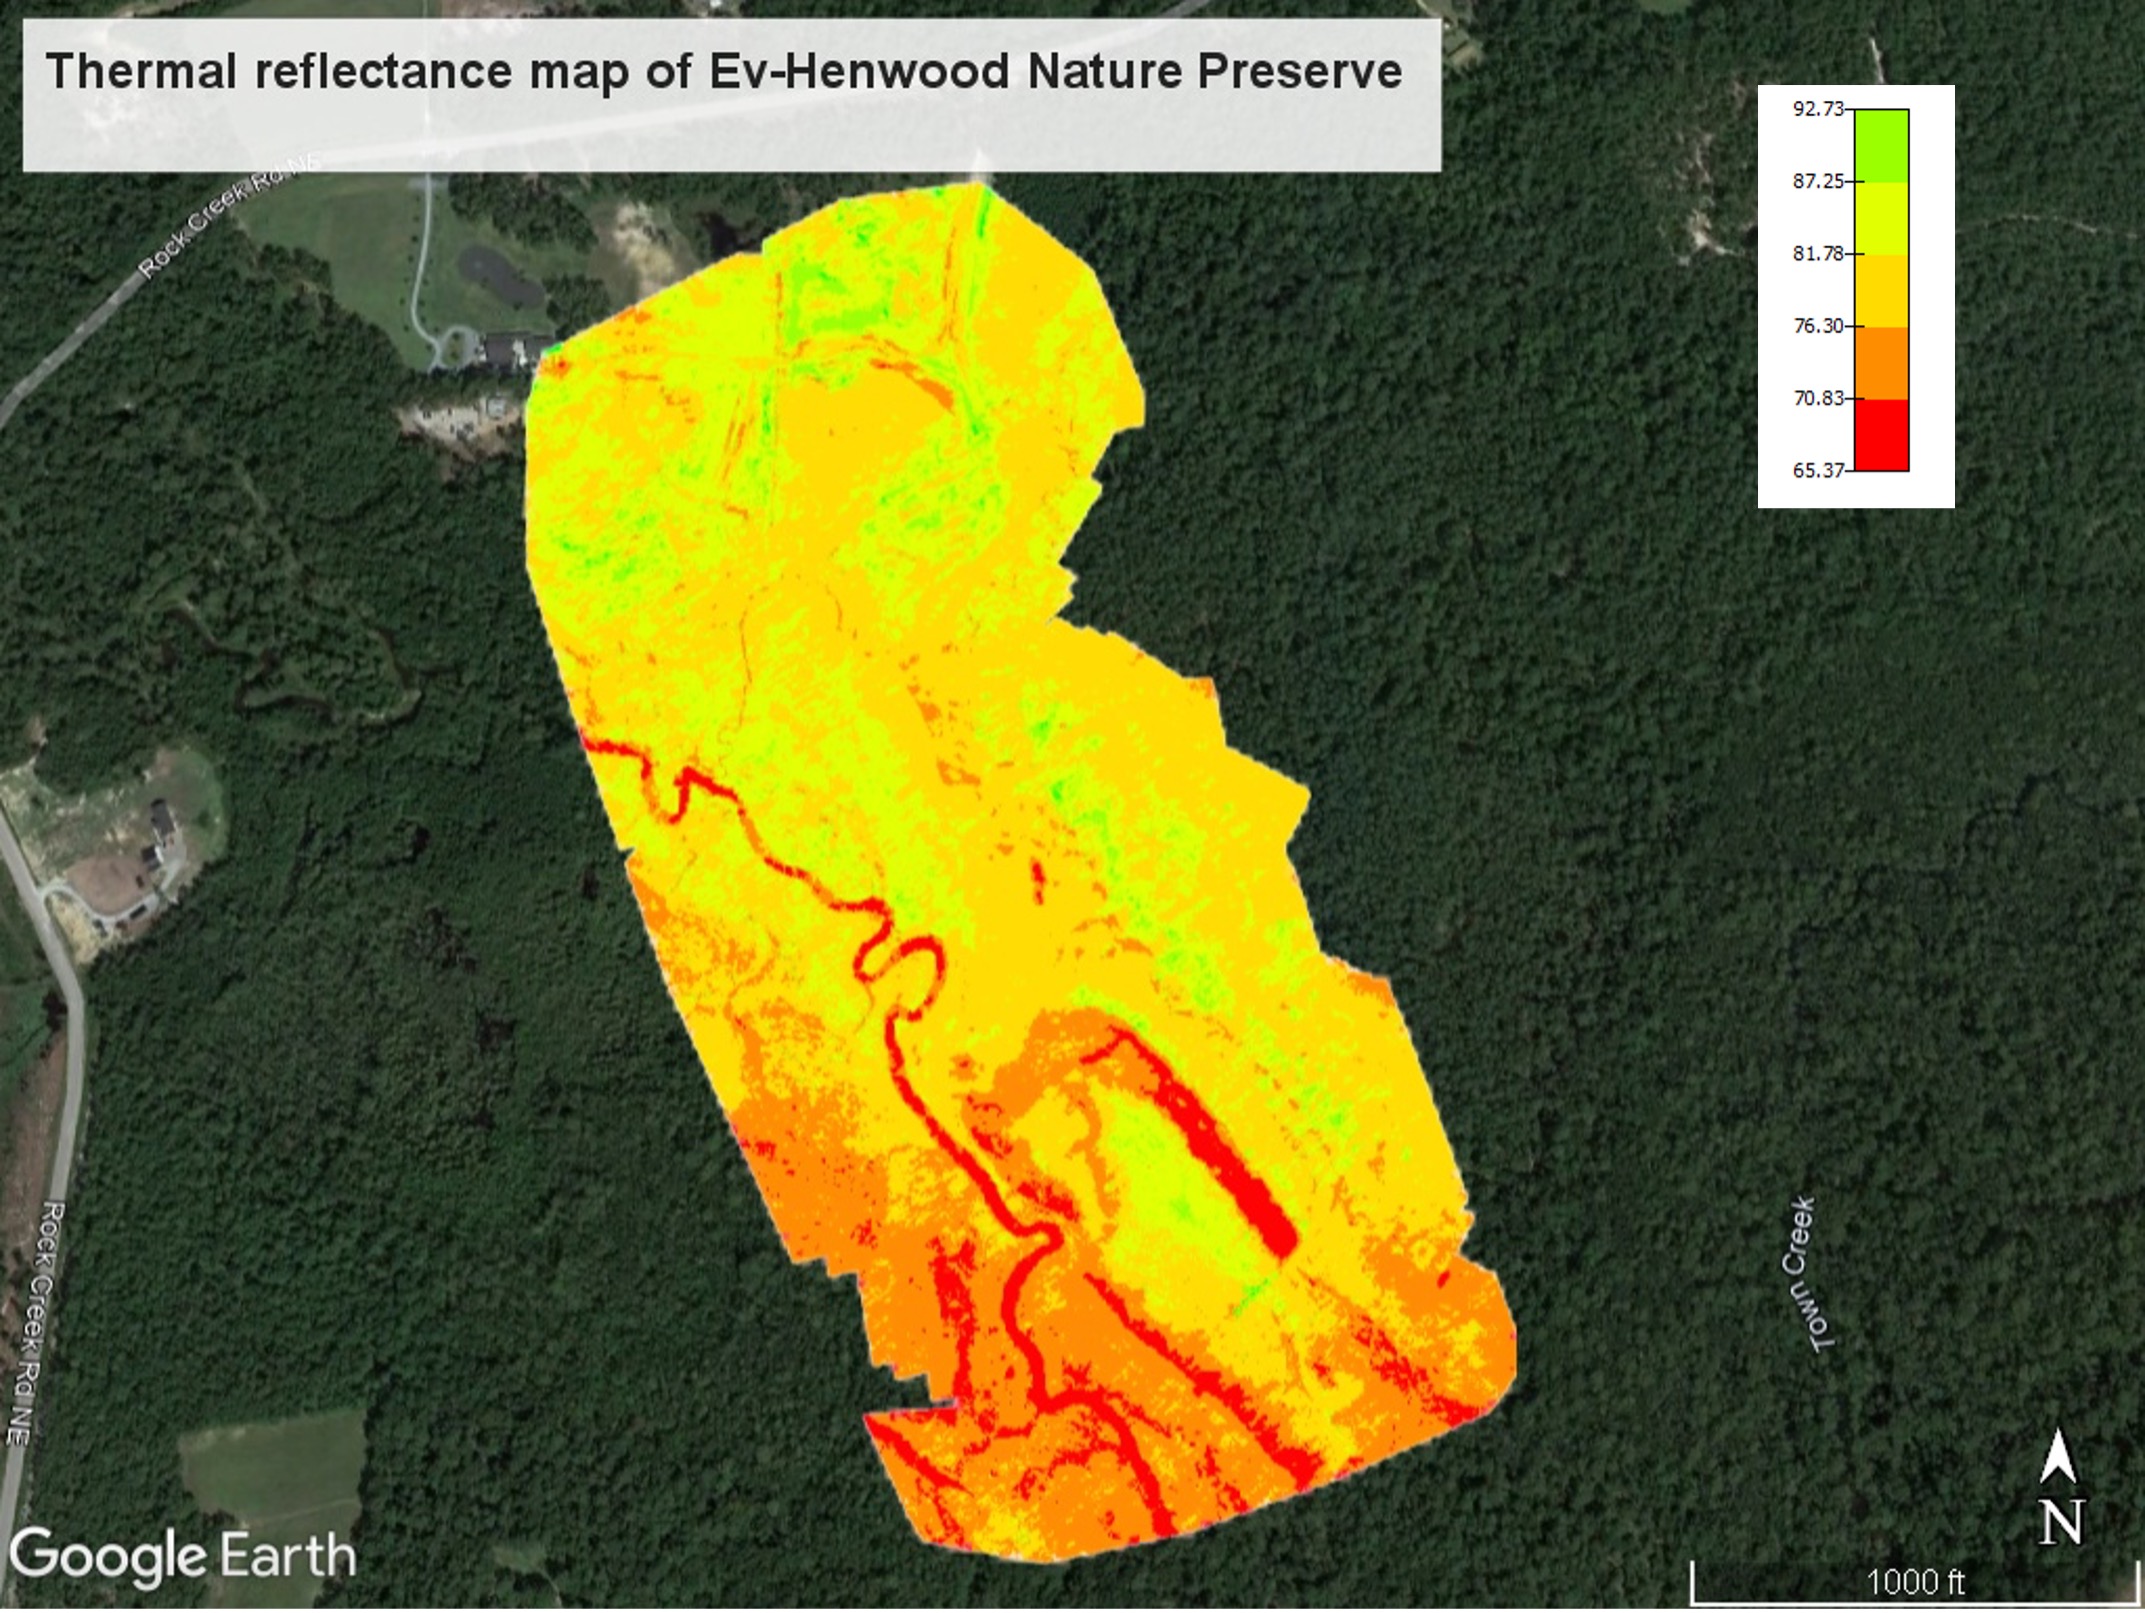 Thermal reflectance map of Ev-Henwood Nature Preserve
Rock Creek Rd NE
92.73
87.25
81.78
76.30
70.83
65.37
Town Creek
Rock Creek Rd NE
N
Google Earth
1000 ft